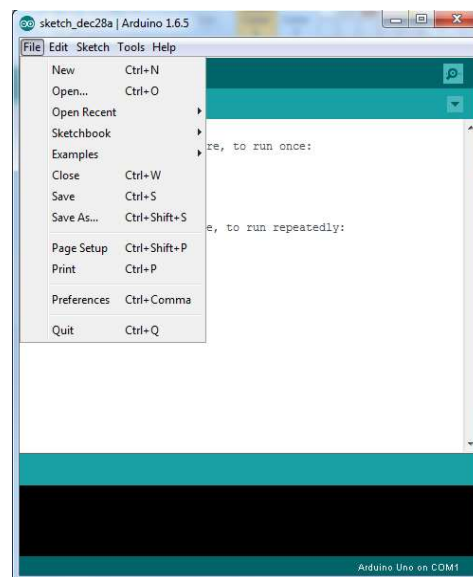 sketch_dec28a | Arduino 1.6.5
File Edit Sketch Tools Help
New Ctrl+N
Open... Ctrl+O
Open Recent
Sketchbook
Examples
re, to run once:
Close Ctrl+W
Save Ctrl+S
Save As... Ctrl+Shift+S
e, to run repeatedly:
Page Setup Ctrl+Shift+P
Print Ctrl+P
Preferences Ctrl+Comma
Quit Ctrl+Q
Arduino Uno on COM1